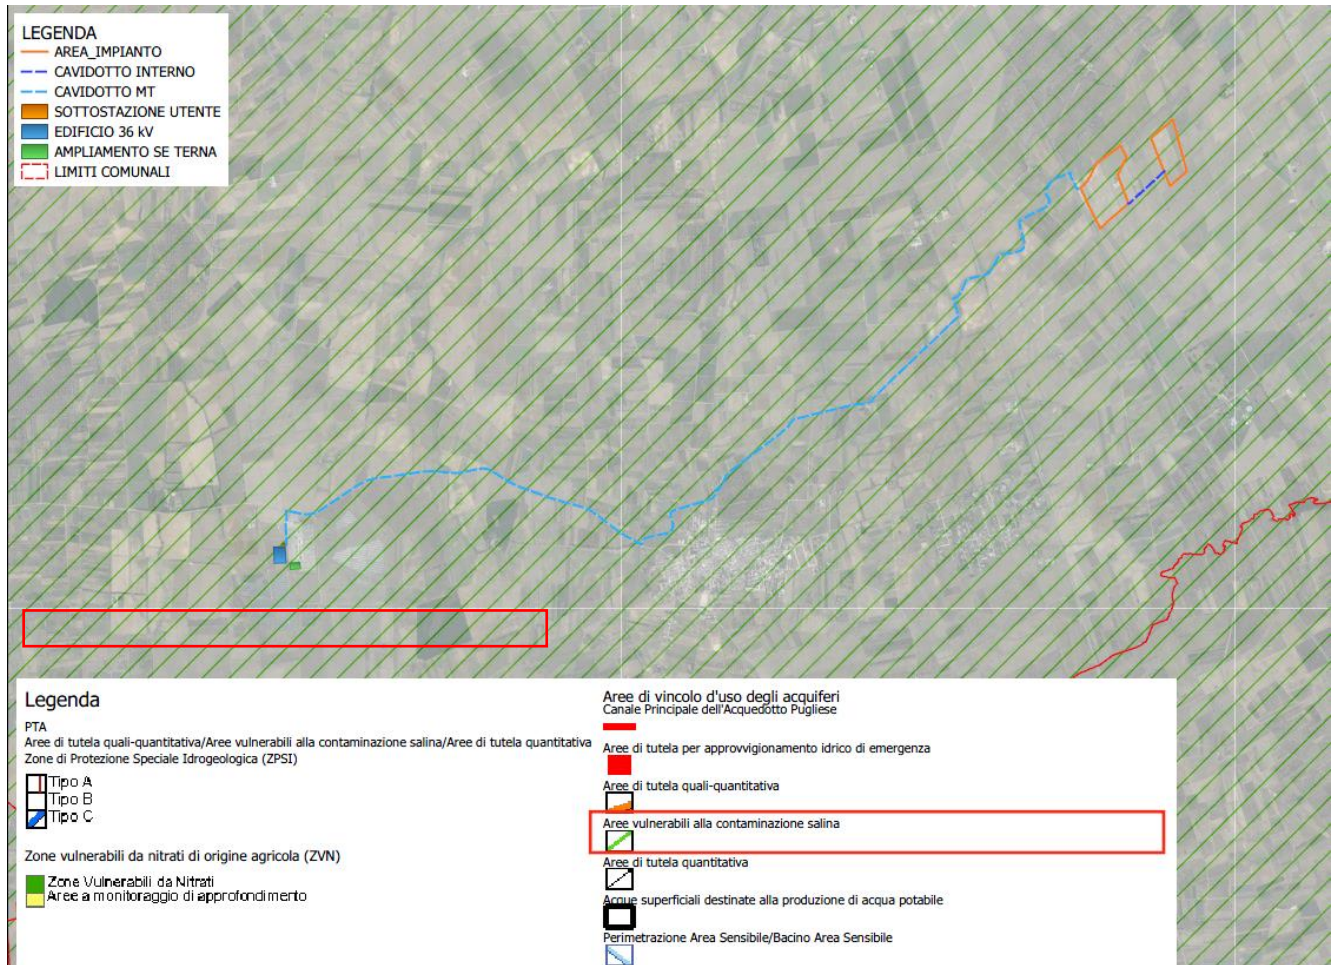 LEGENDA
AREA_IMPIANTO
CAVIDOTTO INTERNO
CAVIDOTTO MT
SOTTOSTAZIONE UTENTE
EDIFICIO 36 kV
AMPLIAMENTO SE TERNA
LIMITI COMUNALI
Legenda
PTA
Aree di tutela quali-quantitativa/Aree vulnerabili alla contaminazione salina/Aree di tutela quantitativa
Zone di Protezione Speciale Idrogeologica (ZPSI)
Tipo A
Tipo B
Tipo C
Zone vulnerabili da nitrati di origine agricola (ZVN)
Zone Vulnerabili da Nitrati
Aree a monitoraggio di approfondimento
Aree di vincolo d'uso degli acquiferi
Canale Principale dell'Acquedotto Pugliese
Aree di tutela per approvvigionamento idrico di emergenza
Aree di tutela quali-quantitativa
Aree vulnerabili alla contaminazione salina
Aree di tutela quantitativa
Acque superficiali destinate alla produzione di acqua potabile
Perimetrazione Area Sensibile/Bacino Area Sensibile